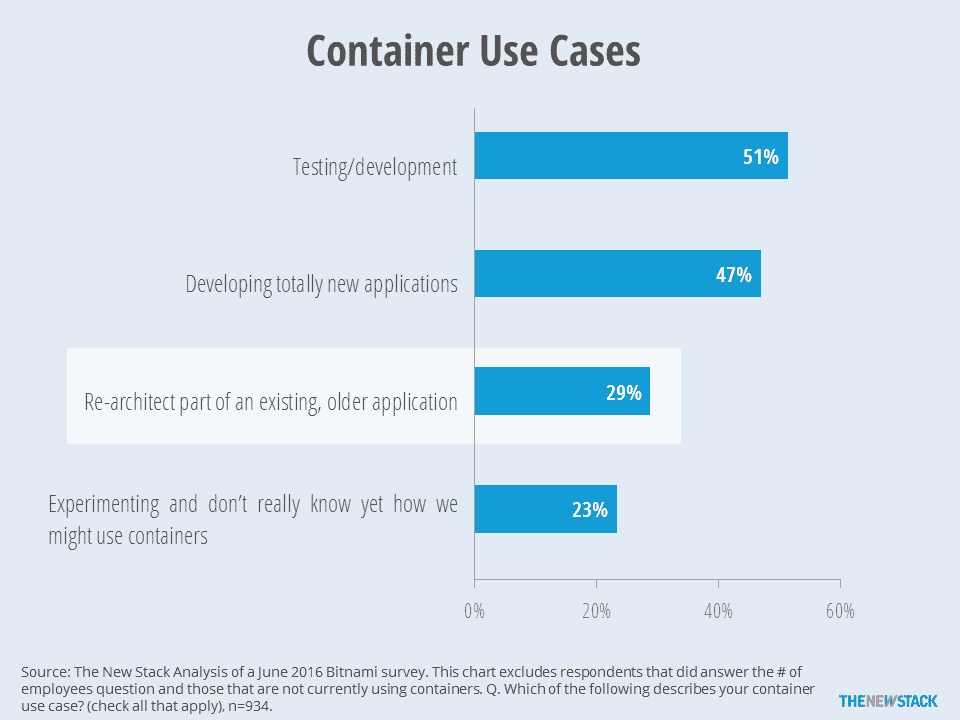 Container Use Cases
Testing/development
51%
Developing totally new applications
47%
Re-architect part of an existing, older application
29%
Experimenting and don’t really know yet how we
might use containers
23%
0%
20%
40%
60%
Source: The New Stack Analysis of a June 2016 Bitnami survey. This chart excludes respondents that did answer the # of
employees question and those that are not currently using containers. Q. Which of the following describes your container
use case? (check all that apply), n=934.
THENEWSTACK